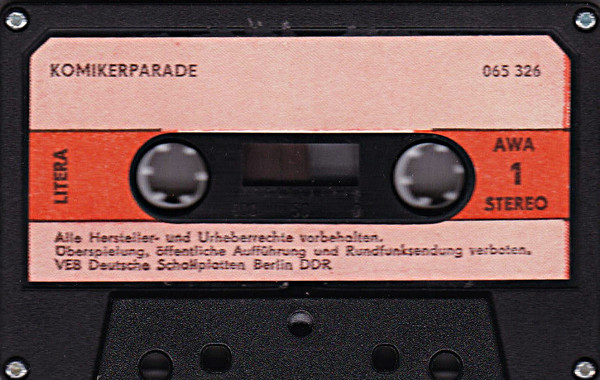 KOMIKERPARADE 065 326
LITERA
AWA
1
STEREO
Alle Hersteller- und Urheberrechte vorbehalten.
Überspielung, öffentliche Aufführung und Rundfunksendung verboten.
VEB Deutsche Schallplatten Berlin DDR